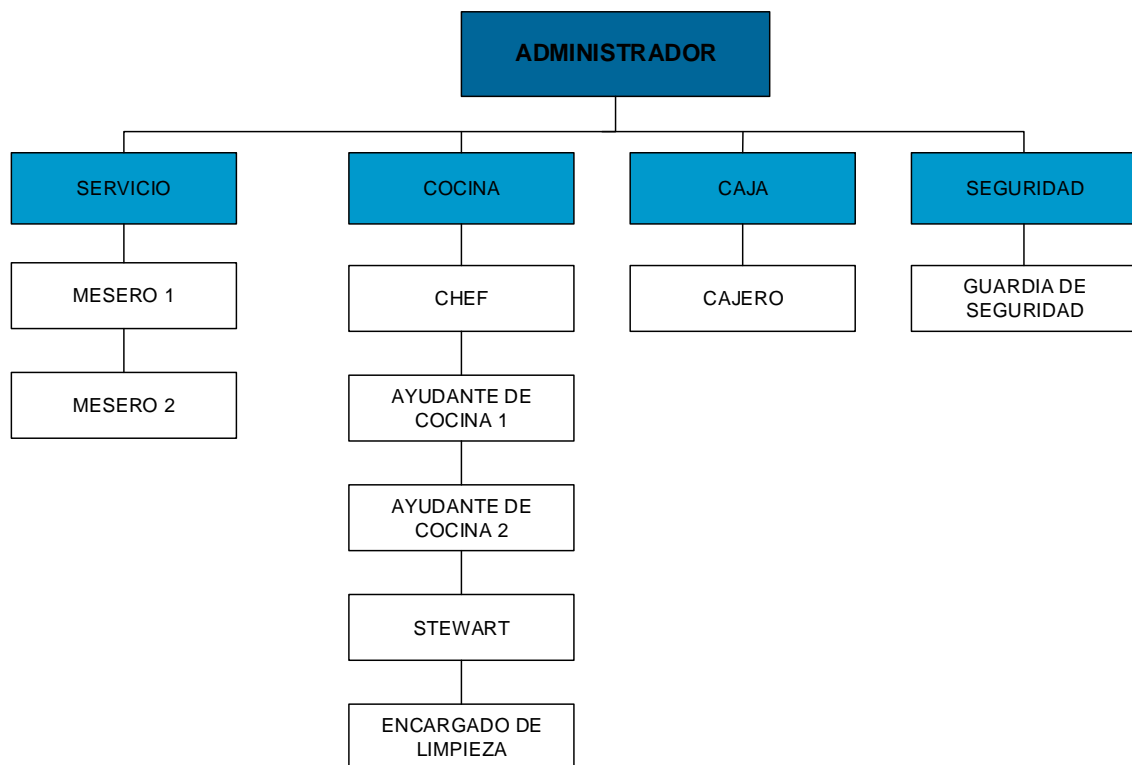 ADMINISTRADOR
SERVICIO
COCINA
CAJA
SEGURIDAD
MESERO 1
CHEF
CAJERO
GUARDIA DE
SEGURIDAD
MESERO 2
AYUDANTE DE
COCINA 1
AYUDANTE DE
COCINA 2
STEWART
ENCARGADO DE
LIMPIEZA